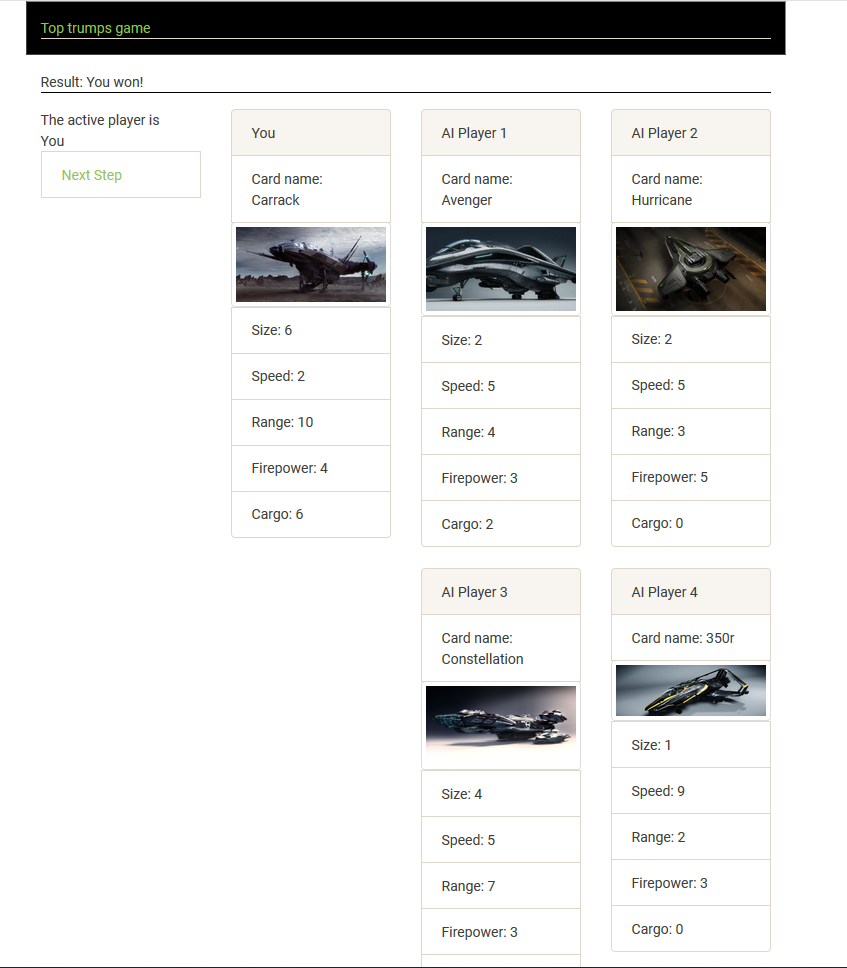 Top trumps game
Result: You won!
The active player is
You
Next Step
You
Card name:
Carrack
Size: 6
Speed: 2
Range: 10
Firepower: 4
Cargo: 6
AI Player 1
Card name:
Avenger
Size: 2
Speed: 5
Range: 4
Firepower: 3
Cargo: 2
AI Player 2
Card name:
Hurricane
Size: 2
Speed: 5
Range: 3
Firepower: 5
Cargo: 0
AI Player 3
Card name:
Constellation
Size: 4
Speed: 5
Range: 7
Firepower: 3
AI Player 4
Card name: 350r
Size: 1
Speed: 9
Range: 2
Firepower: 3
Cargo: 0